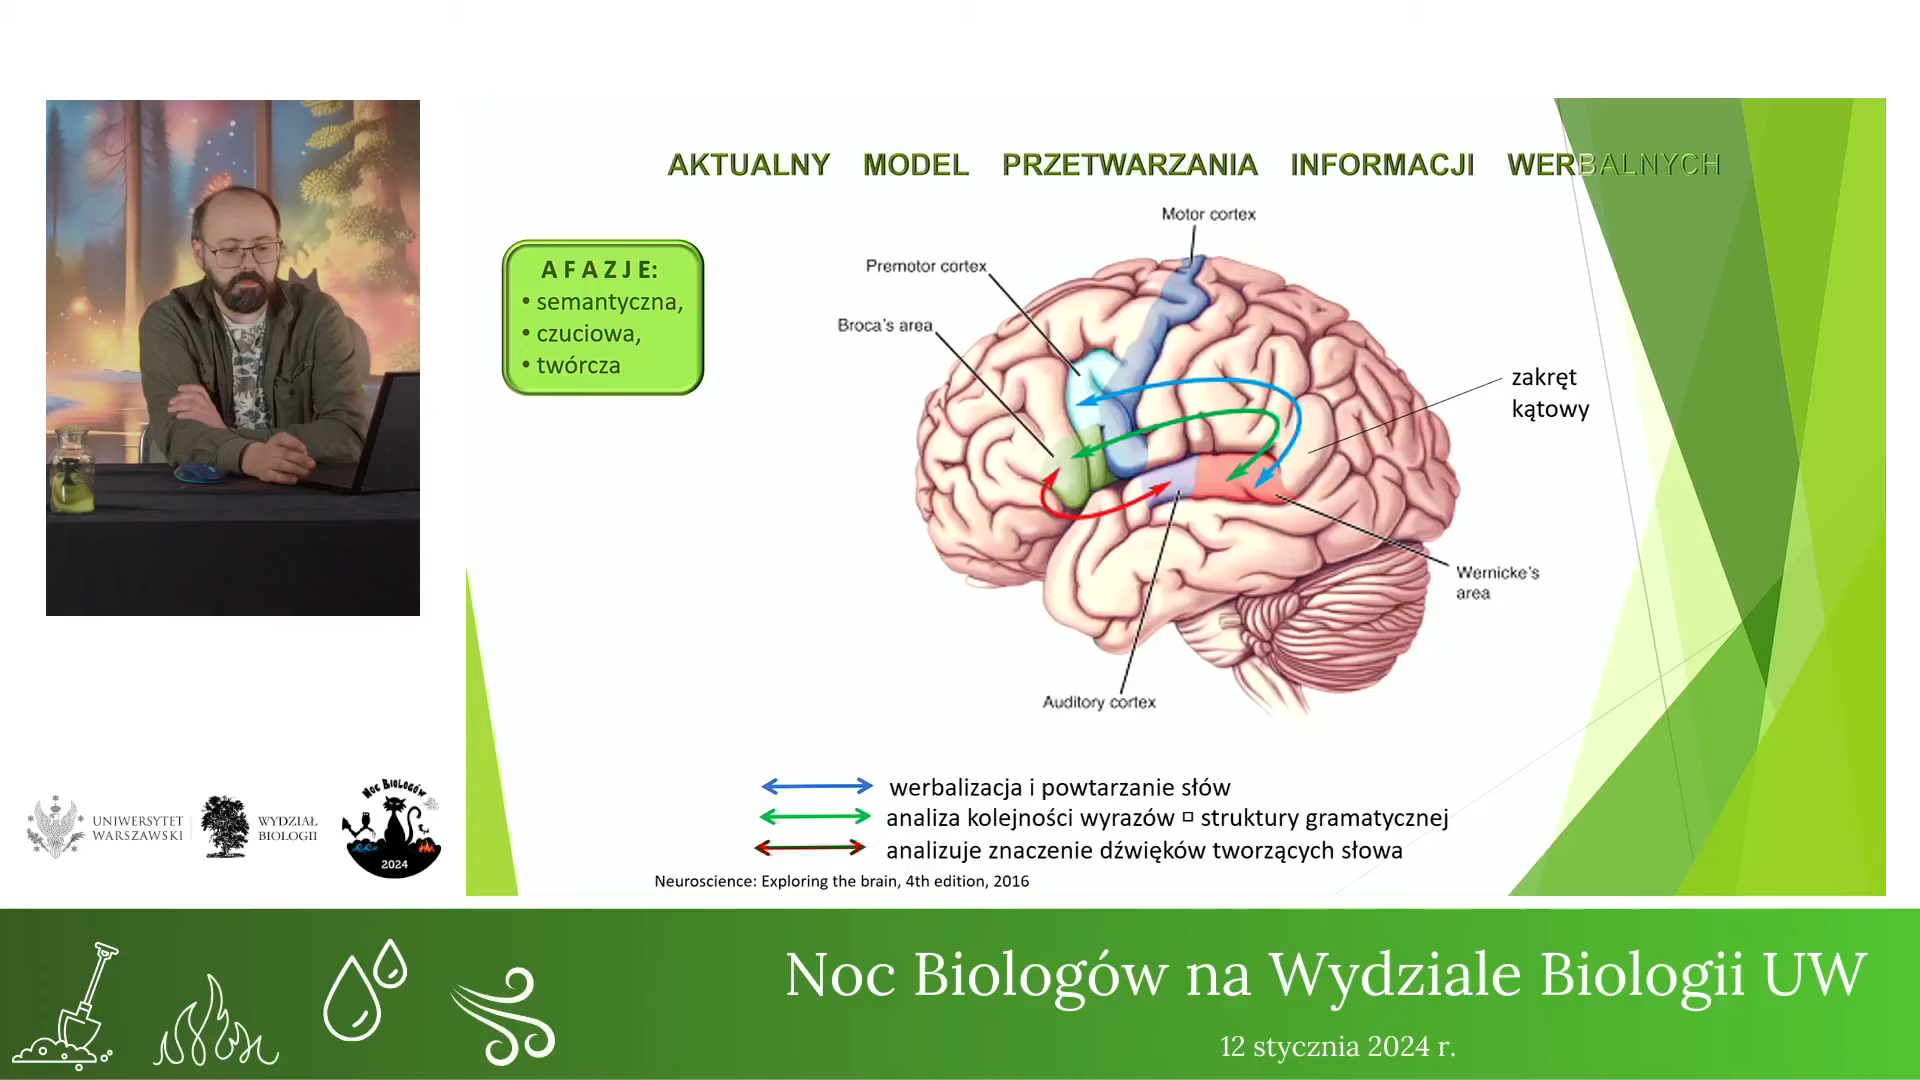 AKTUALNY MODEL PRZETWARZANIA INFORMACJI WERBALNYCH
A F A Z J E:
• semantyczna,
• czuciowa,
• twórcza
Motor cortex
Premotor cortex
Broca's area
zakręt
kątowy
Wernicke's
area
Auditory cortex
werbalizacja i powtarzanie słów
analiza kolejności wyrazów □ struktury gramatycznej
analizuje znaczenie dźwięków tworzących słowa
Neuroscience: Exploring the brain, 4th edition, 2016
UNIWERSYTET
WARSZAWSKI
WYDZIAŁ
BIOLOGII
Noc Biologów
2024
Noc Biologów na Wydziale Biologii UW
12 stycznia 2024 r.